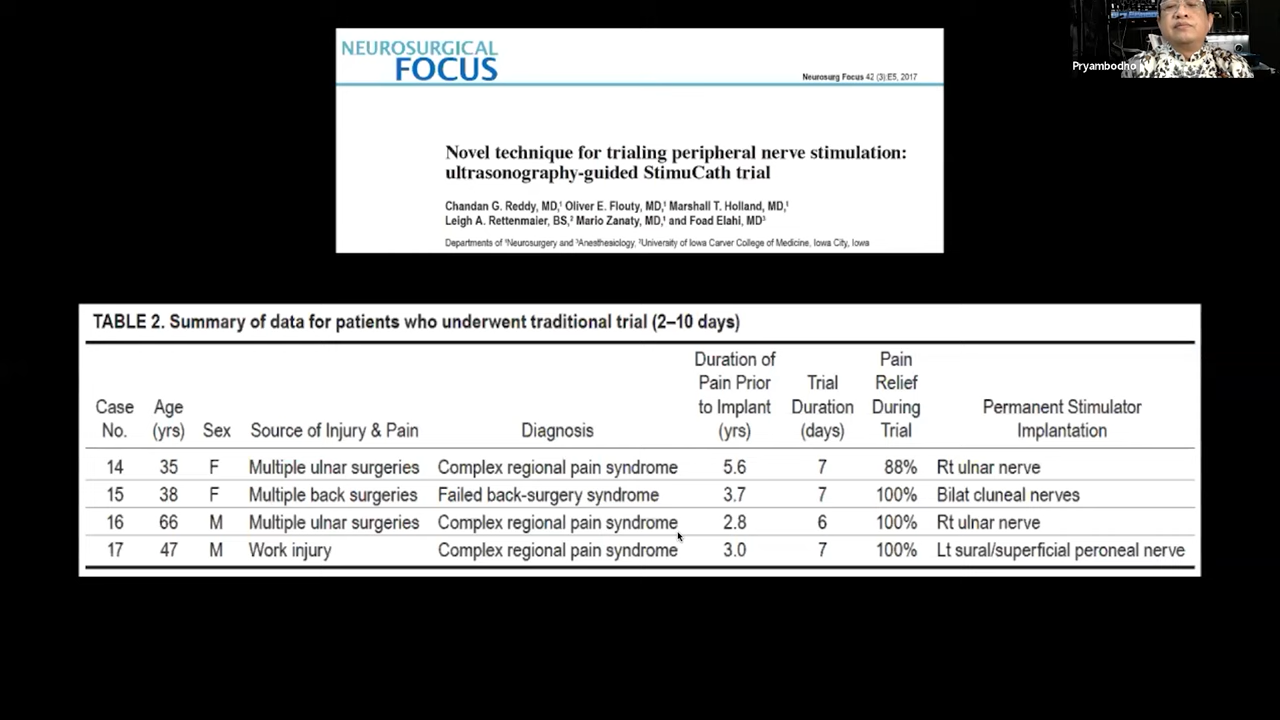 Pryambodho
NEUROSURGICAL
FOCUS
Neurosurg Focus 42 (3):E5, 2017
Novel technique for trialing peripheral nerve stimulation:
ultrasonography-guided StimuCath trial
Chandan G. Reddy, MD,¹ Oliver E. Flouty, MD,¹ Marshall T. Holland, MD,¹
Leigh A. Rettenmaier, BS,² Mario Zanaty, MD,¹ and Foad Elahi, MD³
Departments of ¹Neurosurgery and ³Anesthesiology, ²University of Iowa Carver College of Medicine, Iowa City, Iowa
TABLE 2. Summary of data for patients who underwent traditional trial (2–10 days)
Case No. Age (yrs) Sex Source of Injury & Pain Diagnosis Duration of Pain Prior to Implant (yrs) Trial Duration (days) Pain Relief During Trial Permanent Stimulator Implantation
14 35 F Multiple ulnar surgeries Complex regional pain syndrome 5.6 7 88% Rt ulnar nerve
15 38 F Multiple back surgeries Failed back-surgery syndrome 3.7 7 100% Bilat cluneal nerves
16 66 M Multiple ulnar surgeries Complex regional pain syndrome 2.8 6 100% Rt ulnar nerve
17 47 M Work injury Complex regional pain syndrome 3.0 7 100% Lt sural/superficial peroneal nerve